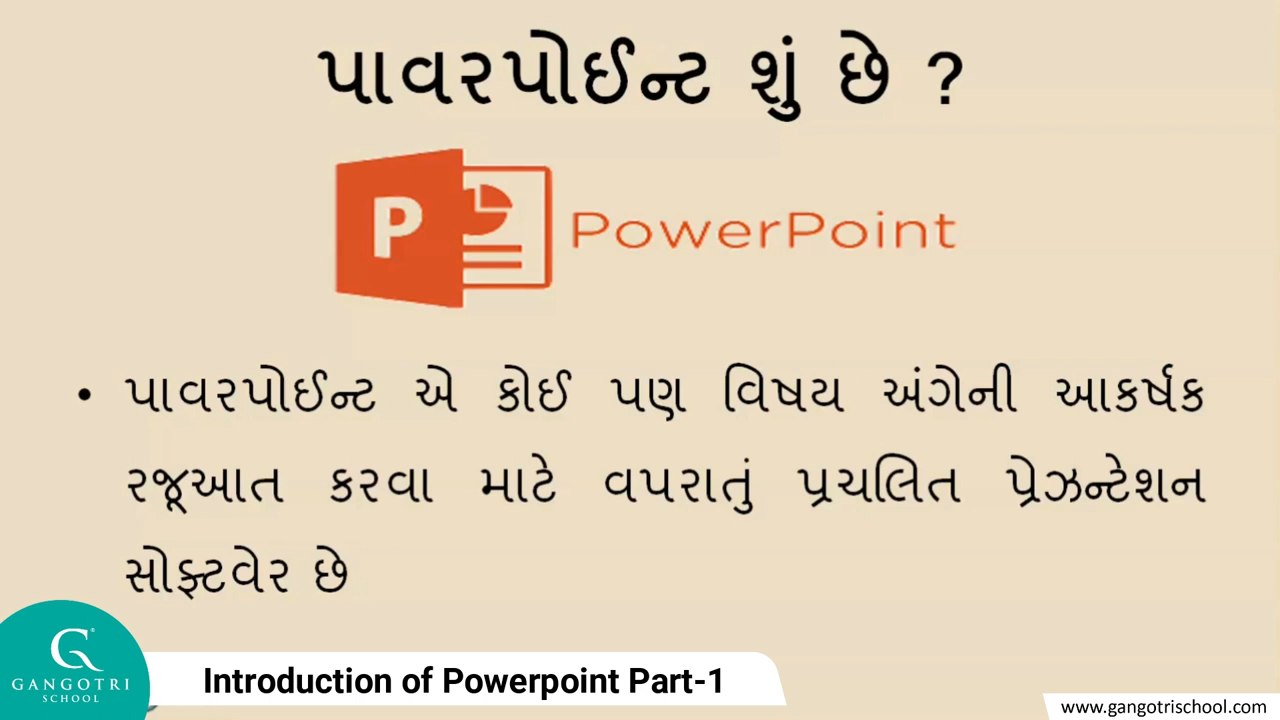 પાવરપોઈન્ટ શું છે ?
P
PowerPoint
• પાવરપોઈન્ટ એ કોઈ પણ વિષય અંગેની આકર્ષક
રજૂઆત કરવા માટે વપરાતું પ્રચલિત પ્રેઝન્ટેશન
સોફ્ટવેર છે
G
GANGOTRI
SCHOOL
Introduction of Powerpoint Part-1
www.gangotrischool.com